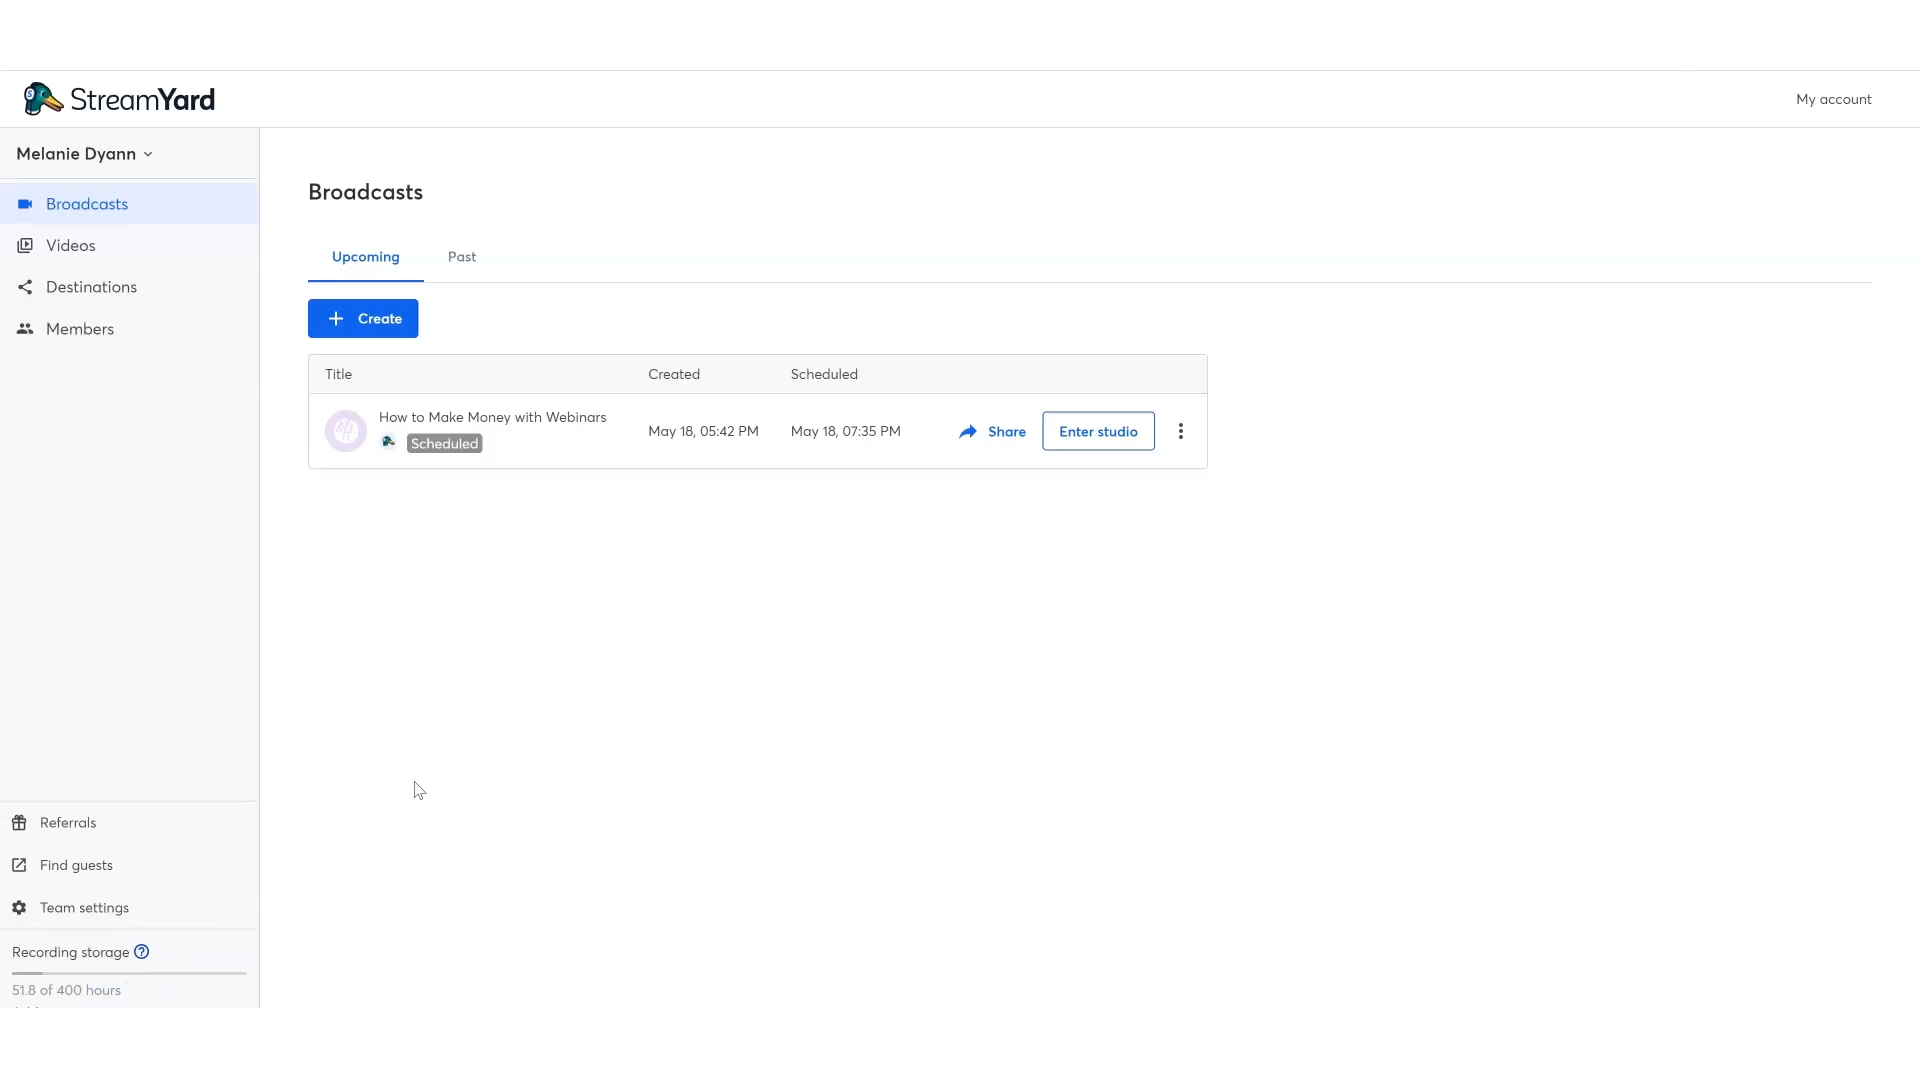 StreamYard
My account
Melanie Dyann
Broadcasts
Videos
Destinations
Members
Referrals
Find guests
Team settings
Recording storage
51.8 of 400 hours
Broadcasts
Upcoming Past
Create
Title Created Scheduled
How to Make Money with Webinars
Scheduled
May 18, 05:42 PM May 18, 07:35 PM Share Enter studio